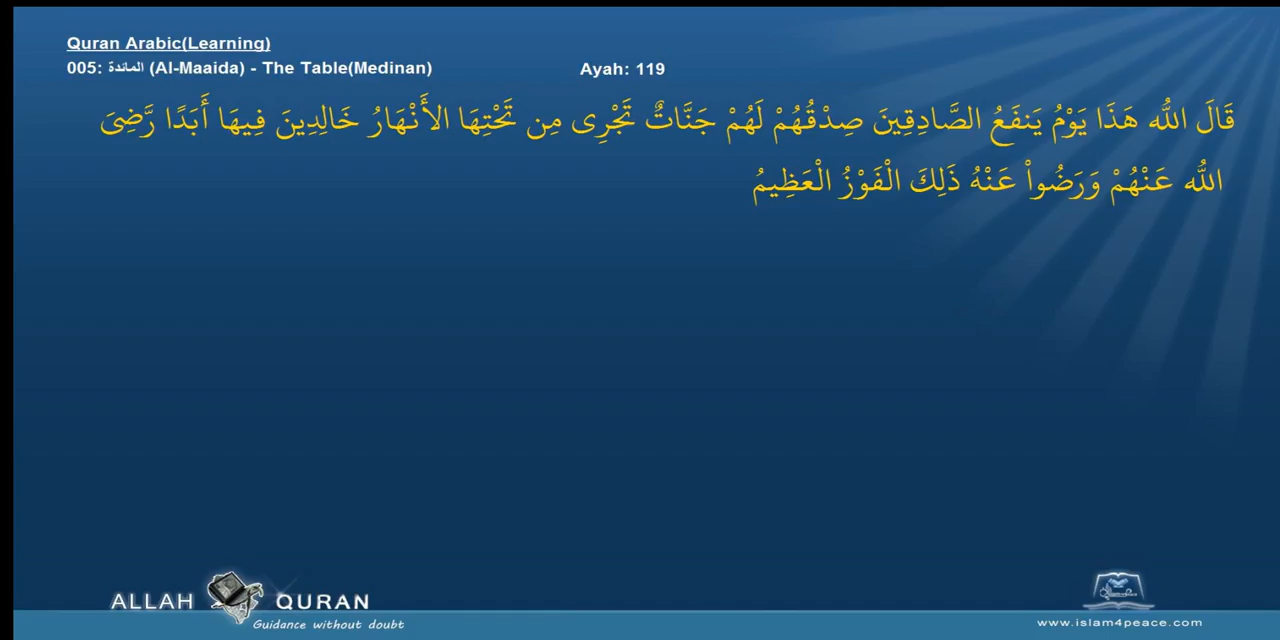 Quran Arabic(Learning)
005: المائدة (Al-Maaida) - The Table(Medinan)
Ayah: 119
قَالَ اللّهُ هَذَا يَوْمُ يَنفَعُ الصَّادِقِينَ صِدْقُهُمْ لَهُمْ جَنَّاتٌ تَجْرِى مِن تَحْتِهَا الأَنْهَارُ خَالِدِينَ فِيهَا أَبَدًا رَّضِىَ
اللّهُ عَنْهُمْ وَرَضُواْ عَنْهُ ذَلِكَ الْفَوْزُ الْعَظِيمُ
ALLAH QURAN
Guidance without doubt
www.islam4peace.com